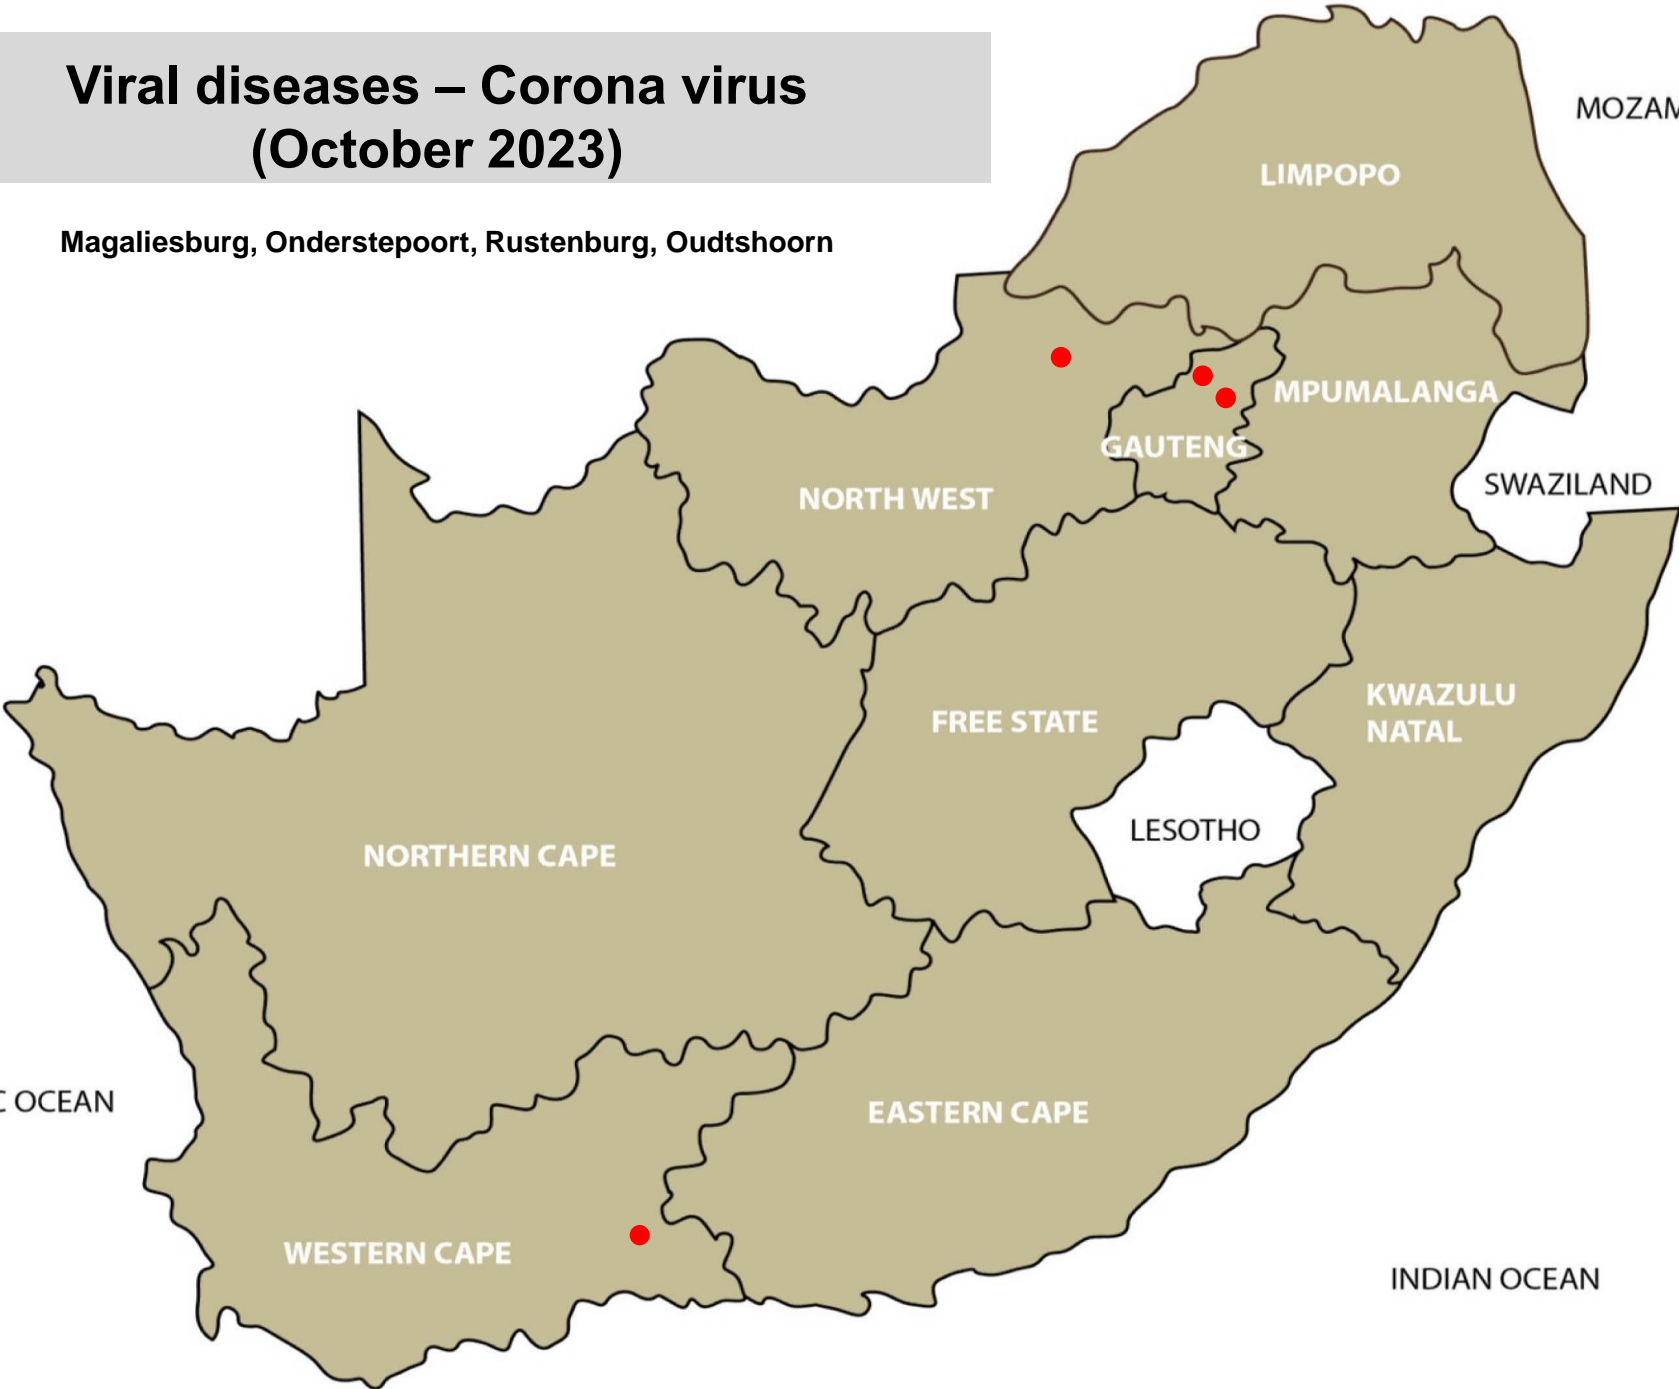 Viral diseases – Corona virus
(October 2023)
MOZAM
LIMPOPO
Magaliesburg, Onderstepoort, Rustenburg, Oudtshoorn
MPUMALANGA
GAUTENG
SWAZILAND
NORTH WEST
KWAZULU
NATAL
FREE STATE
LESOTHO
NORTHERN CAPE
C OCEAN
EASTERN CAPE
WESTERN CAPE
INDIAN OCEAN